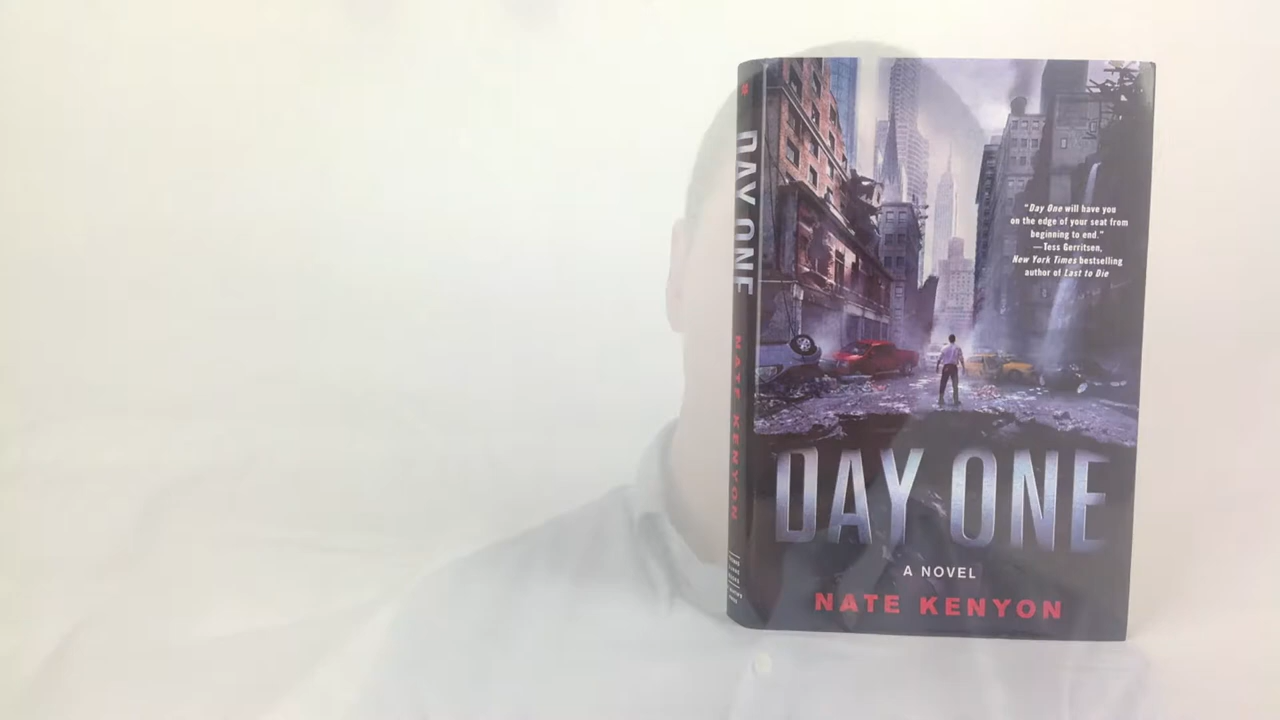 DAY ONE
NATE KENYON
"Day One will have you
on the edge of your seat from
beginning to end."
—Tess Gerritsen,
New York Times bestselling
author of Last to Die
DAY ONE
A NOVEL
NATE KENYON